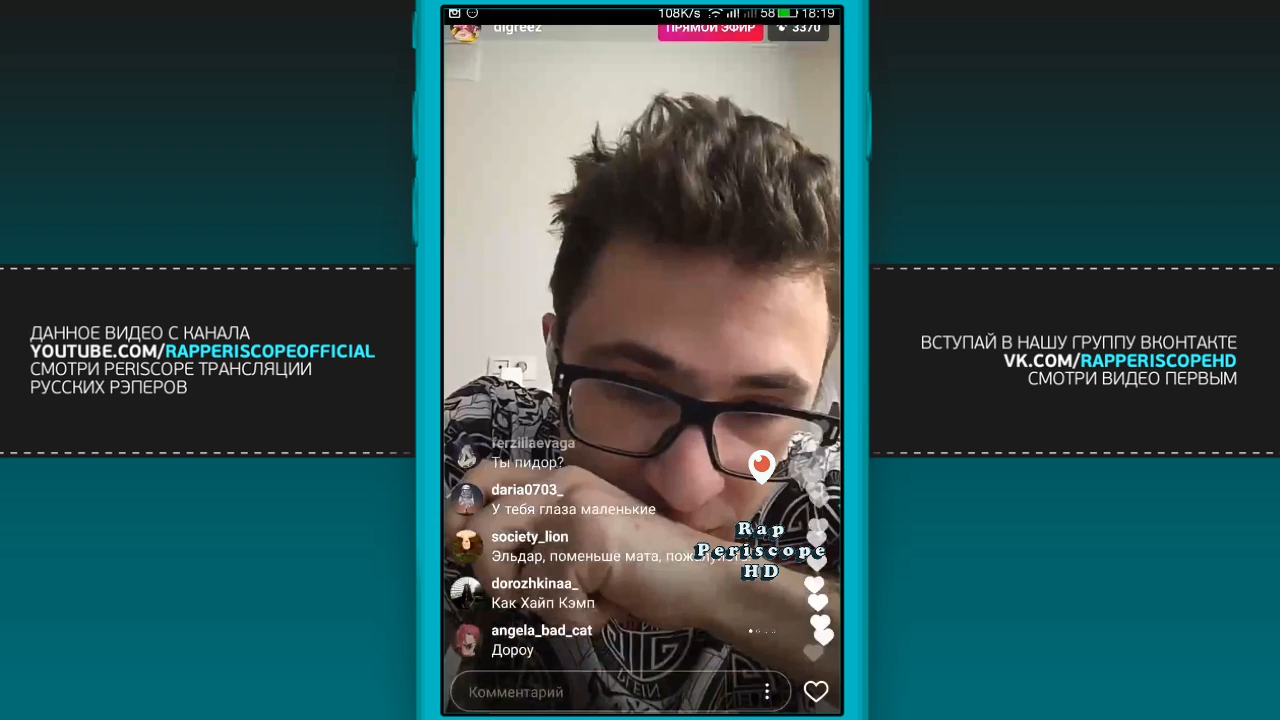 108K/s 58 18:19
digreez ПРЯМОЙ ЭФИР 3370
ДАННОЕ ВИДЕО С КАНАЛА
YOUTUBE.COM/RAPPERISCOPEOFFICIAL
СМОТРИ PERISCOPE ТРАНСЛЯЦИИ
РУССКИХ РЭПЕРОВ
ВСТУПАЙ В НАШУ ГРУППУ ВКОНТАКТЕ
VK.COM/RAPPERISCOPEHD
СМОТРИ ВИДЕО ПЕРВЫМ
ferzillaevaga
Ты пидор?
daria0703_
У тебя глаза маленькие
society_lion
Эльдар, поменьше мата,
dorozhkinaa_
Как Хайп Кэмп
angela_bad_cat
Дороу
Rap
Periscope
HD
Комментарий